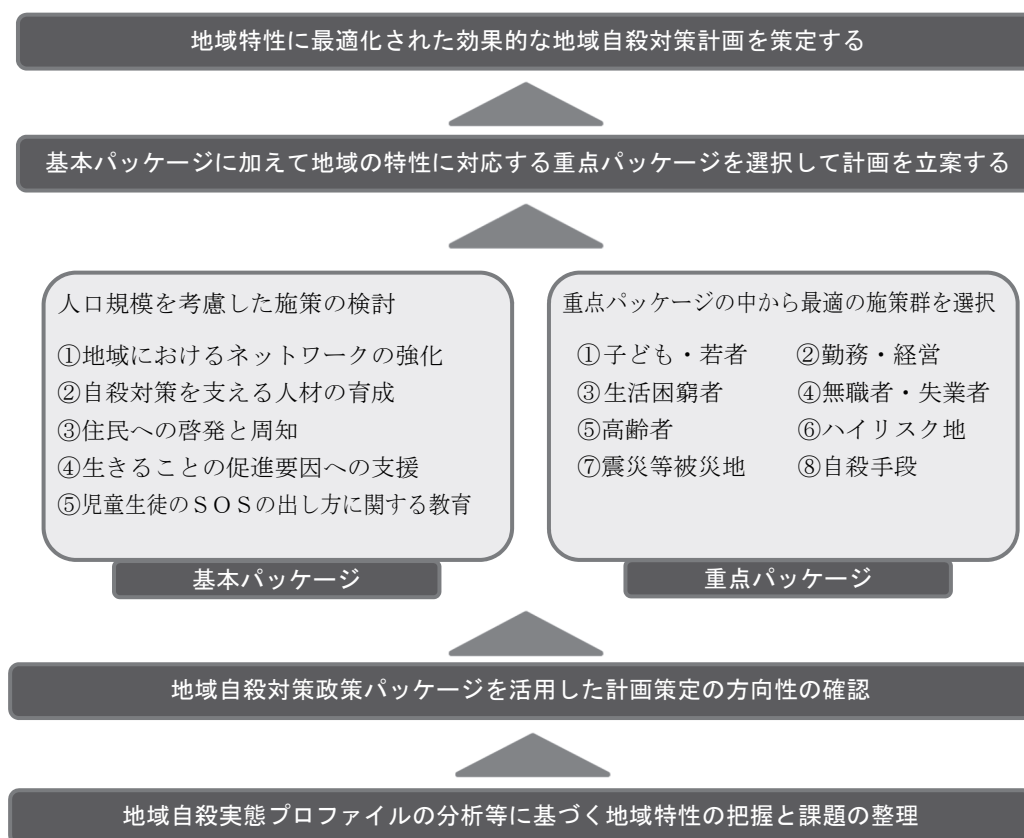 地域特性に最適化された効果的な地域自殺対策計画を策定する
基本パッケージに加えて地域の特性に対応する重点パッケージを選択して計画を立案する
人口規模を考慮した施策の検討
①地域におけるネットワークの強化
②自殺対策を支える人材の育成
③住民への啓発と周知
④生きることの促進要因への支援
⑤児童生徒のSOSの出し方に関する教育
基本パッケージ
重点パッケージの中から最適の施策群を選択
①子ども・若者 ②勤務・経営
③生活困窮者 ④無職者・失業者
⑤高齢者 ⑥ハイリスク地
⑦震災等被災地 ⑧自殺手段
重点パッケージ
地域自殺対策政策パッケージを活用した計画策定の方向性の確認
地域自殺実態プロファイルの分析等に基づく地域特性の把握と課題の整理